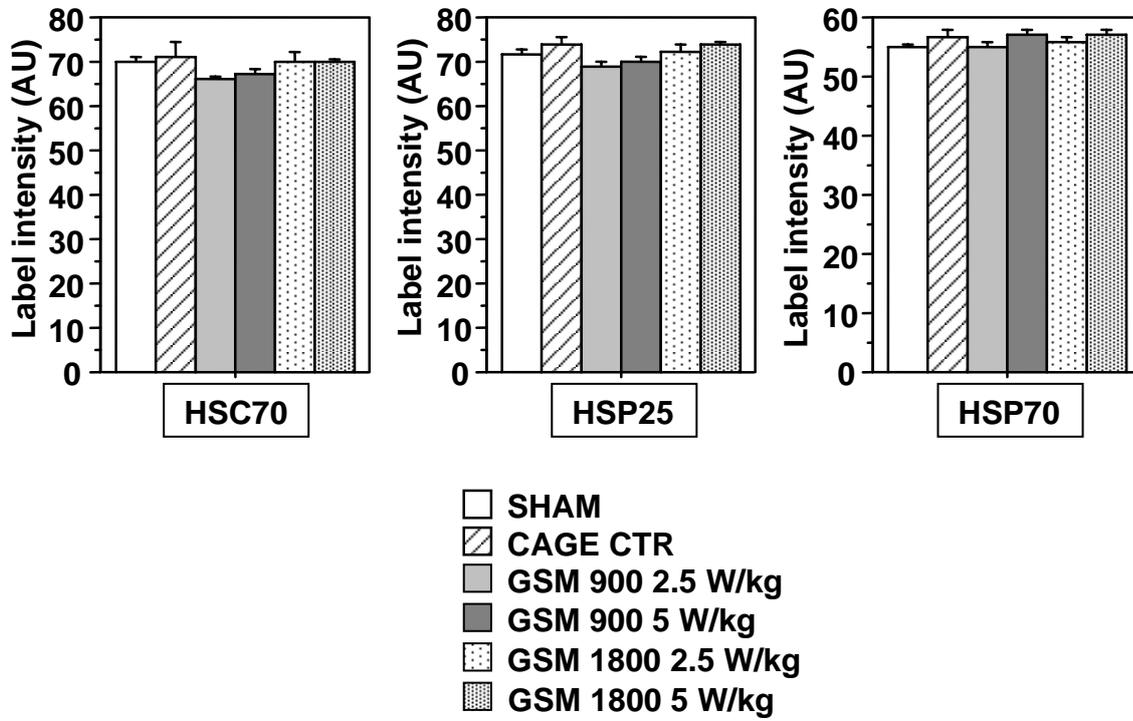 Label intensity (AU)
80
70
60
50
40
30
20
10
0
HSC70
Label intensity (AU)
80
70
60
50
40
30
20
10
0
HSP25
Label intensity (AU)
60
50
40
30
20
10
0
HSP70
SHAM
CAGE CTR
GSM 900 2.5 W/kg
GSM 900 5 W/kg
GSM 1800 2.5 W/kg
GSM 1800 5 W/kg